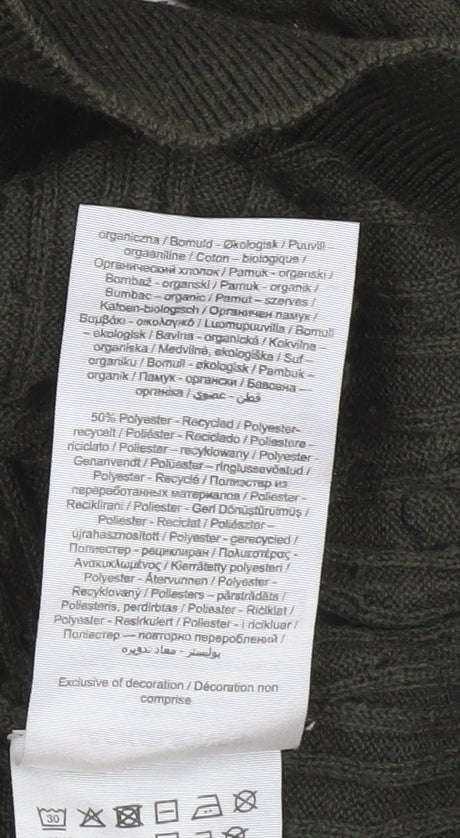 organiczna / Bomuld - Økologisk / Puuvill –
orgaaniline / Coton – biologique /
Органический хлопок / Pamuk - organski /
Bombaž - organski / Pamuk - organik /
Bumbac – organic / Pamut – szerves /
Katoen-biologisch / Органичен памук /
Βαμβάκι - οικολογικό / Luomupuuvilla / Bomull
– ekologisk / Bavlna - organická / Kokvilna –
organiska / Medvilnė, ekologiška / Suf –
organiku / Bomull - økologisk / Pambuk –
organik / Памук - органски / Бавовна —
органіка / قطن - عضوي
50% Polyester - Recycled / Polyester-
recycelt / Poliéster - Reciclado / Poliestere –
riciclato / Poliester – recyklowany / Polyester -
Genanvendt / Polüester – ringlussevõetud /
Polyester - Recyclé / Полиэстер из
переработанных материалов / Poliester -
Reciklirani / Poliester - Geri Dönüştürülmüş /
Poliester - Reciclat / Poliészter –
újrahasznosított / Polyester - gerecycled /
Полиестер - рециклиран / Πολυεστέρας -
Ανακυκλωμένος / Kierrätetty polyesteri /
Polyester - Återvunnen / Polyester -
Recyklovaný / Poliesters – pārstrādāts /
Poliesteris, perdirbtas / Poliester - Riciklat /
Polyester - Resirkulert / Poliester - i ricikluar /
Поліестер — повторно перероблений /
بوليستر - معاد تدويره
Exclusive of decoration / Décoration non
comprise
30